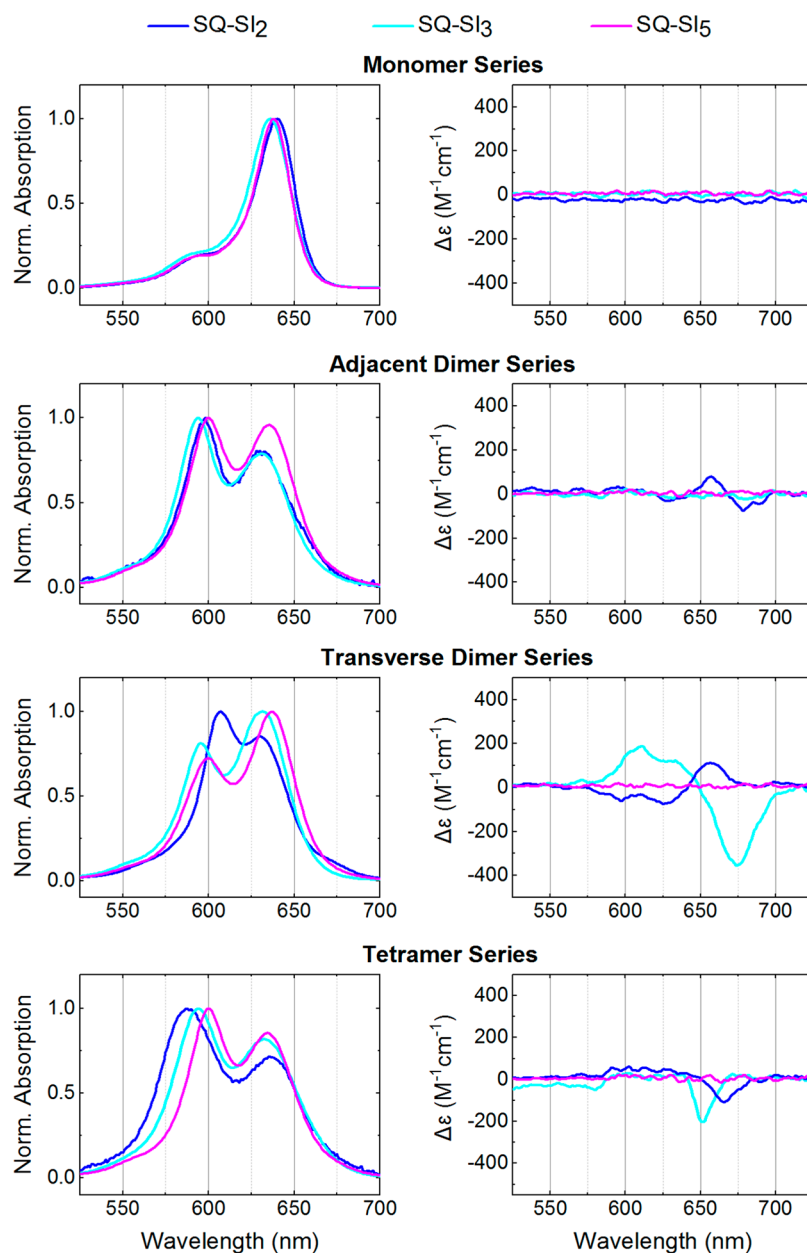 SQ-SI2 SQ-SI3 SQ-SI5
Monomer Series
Norm. Absorption
1.0
0.5
0.0
550 600 650 700
Δε (M-1cm-1)
400
200
0
-200
-400
550 600 650 700
Adjacent Dimer Series
Norm. Absorption
1.0
0.5
0.0
550 600 650 700
Δε (M-1cm-1)
400
200
0
-200
-400
550 600 650 700
Transverse Dimer Series
Norm. Absorption
1.0
0.5
0.0
550 600 650 700
Δε (M-1cm-1)
400
200
0
-200
-400
550 600 650 700
Tetramer Series
Norm. Absorption
1.0
0.5
0.0
550 600 650 700
Wavelength (nm)
Δε (M-1cm-1)
400
200
0
-200
-400
550 600 650 700
Wavelength (nm)